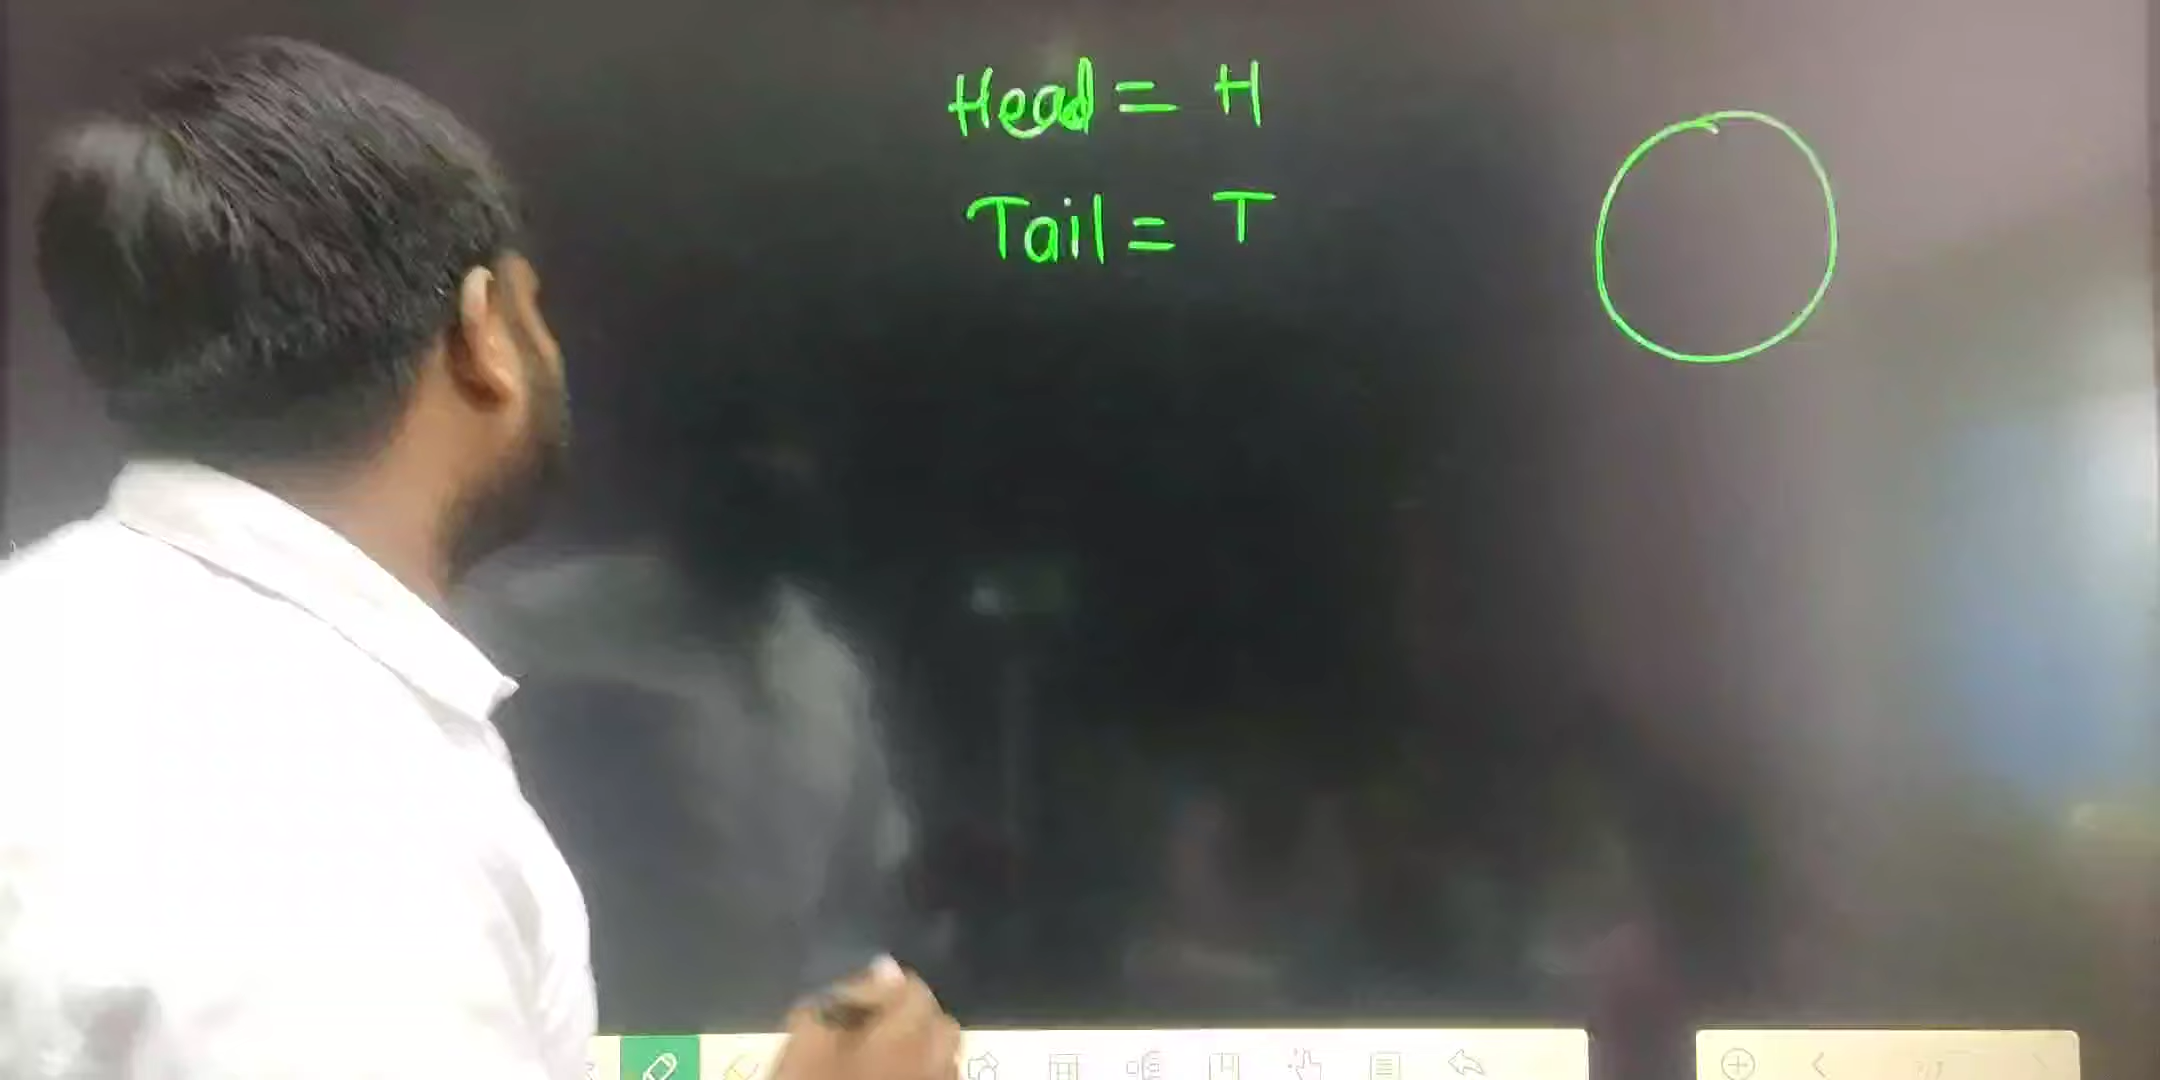 Head = H
Tail = T